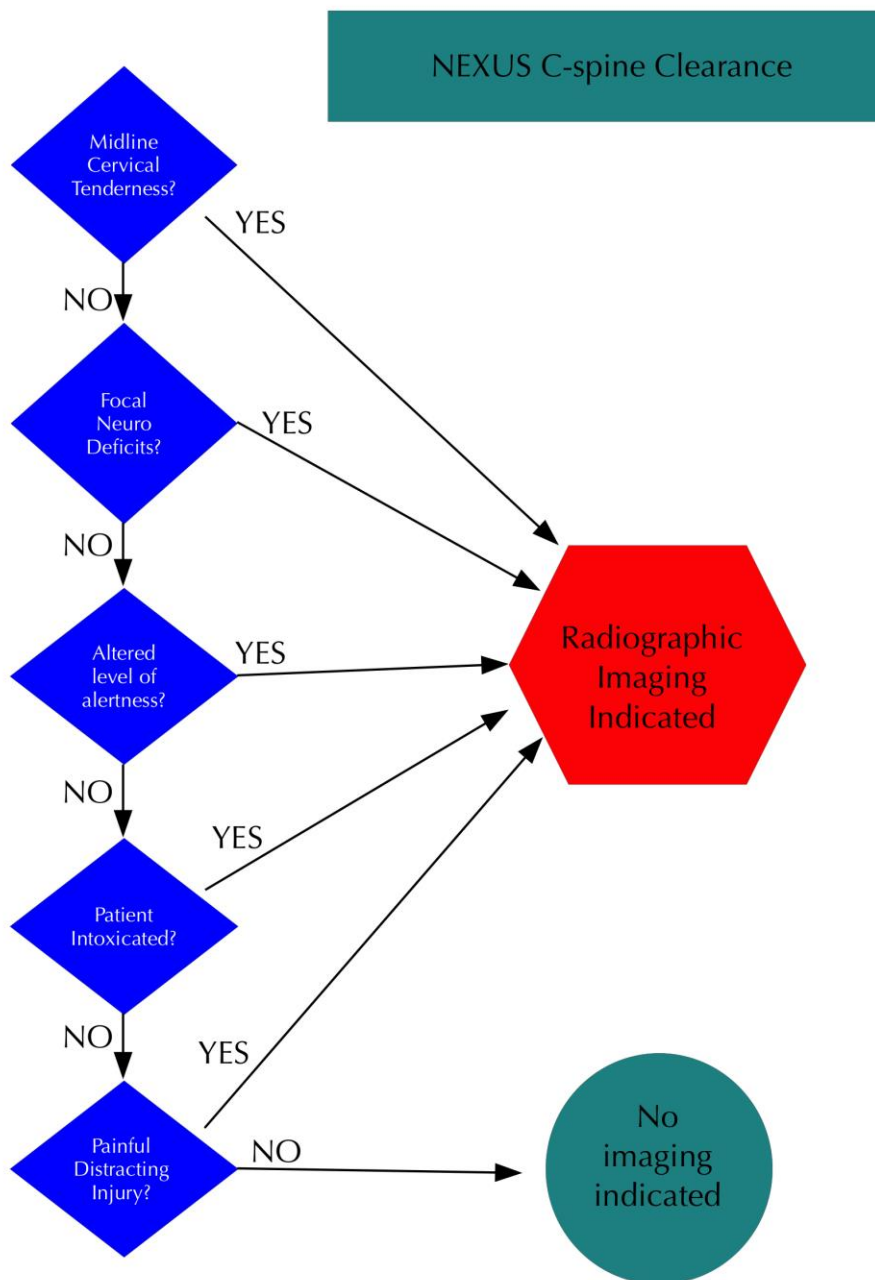 NEXUS C-spine Clearance
Midline
Cervical
Tenderness?
YES
NO
Focal
Neuro
Deficits?
YES
NO
Altered
level of
alertness?
YES
NO
Patient
Intoxicated?
YES
NO
Painful
Distracting
Injury?
YES
NO
Radiographic
Imaging
Indicated
No
imaging
indicated